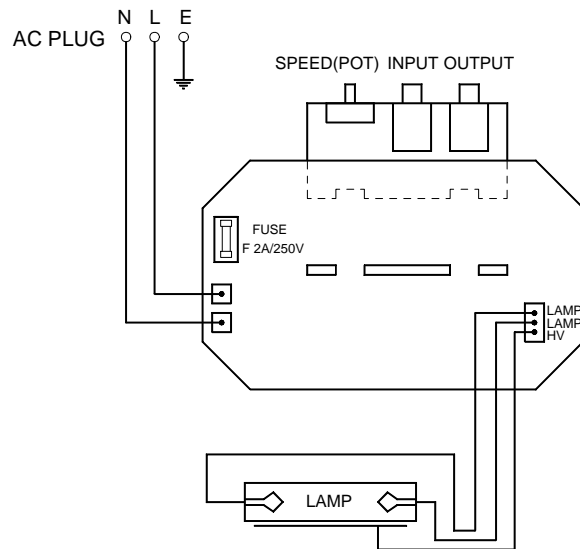 N L E
AC PLUG
SPEED(POT) INPUT OUTPUT
FUSE
F 2A/250V
LAMP
LAMP
HV
LAMP